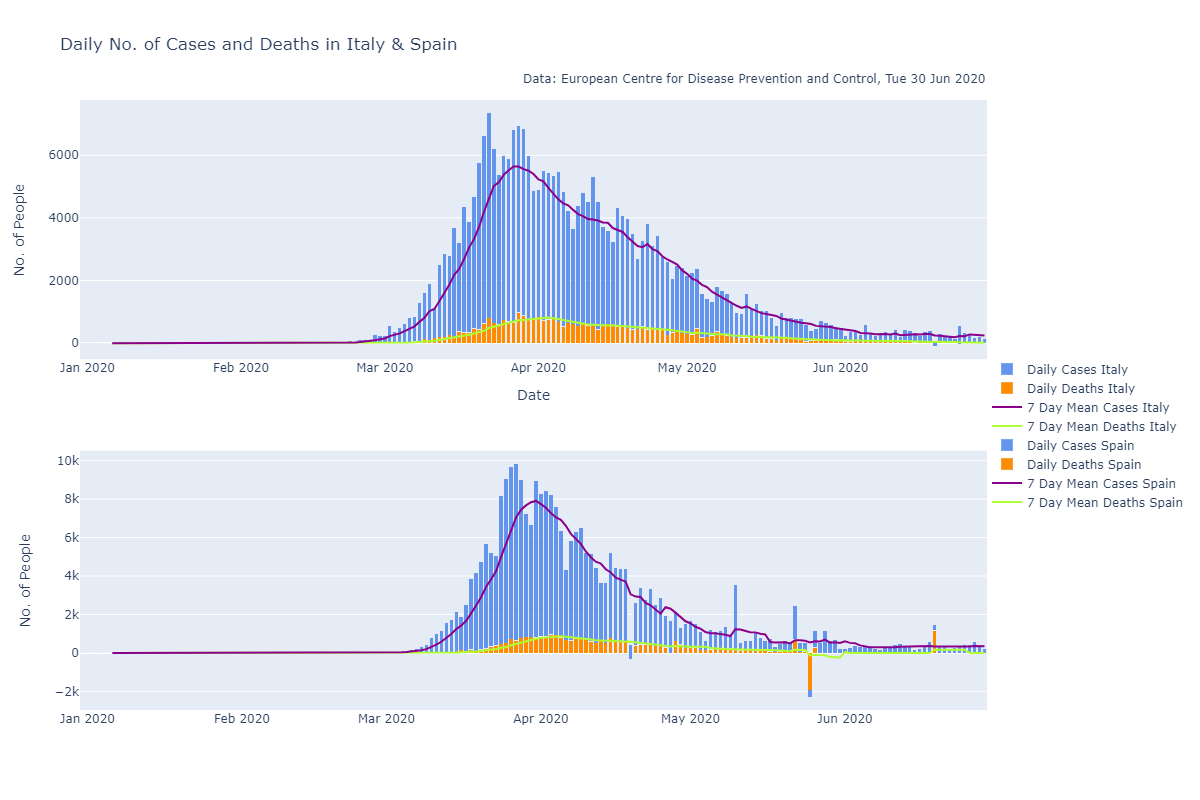 Daily No. of Cases and Deaths in Italy & Spain
Data: European Centre for Disease Prevention and Control, Tue 30 Jun 2020
No. of People
6000
4000
2000
0
Jan 2020 Feb 2020 Mar 2020 Apr 2020 May 2020 Jun 2020
Date
Daily Cases Italy
Daily Deaths Italy
7 Day Mean Cases Italy
7 Day Mean Deaths Italy
Daily Cases Spain
Daily Deaths Spain
7 Day Mean Cases Spain
7 Day Mean Deaths Spain
No. of People
10k
8k
6k
4k
2k
0
−2k
Jan 2020 Feb 2020 Mar 2020 Apr 2020 May 2020 Jun 2020